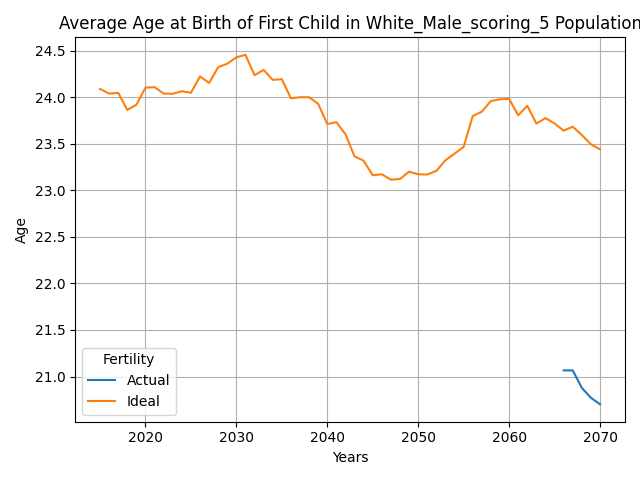 Average Age at Birth of First Child in White_Male_scoring_5 Population
24.5
24.0
23.5
23.0
22.5
22.0
21.5
21.0
Age
Fertility
Actual
Ideal
2020 2030 2040 2050 2060 2070
Years